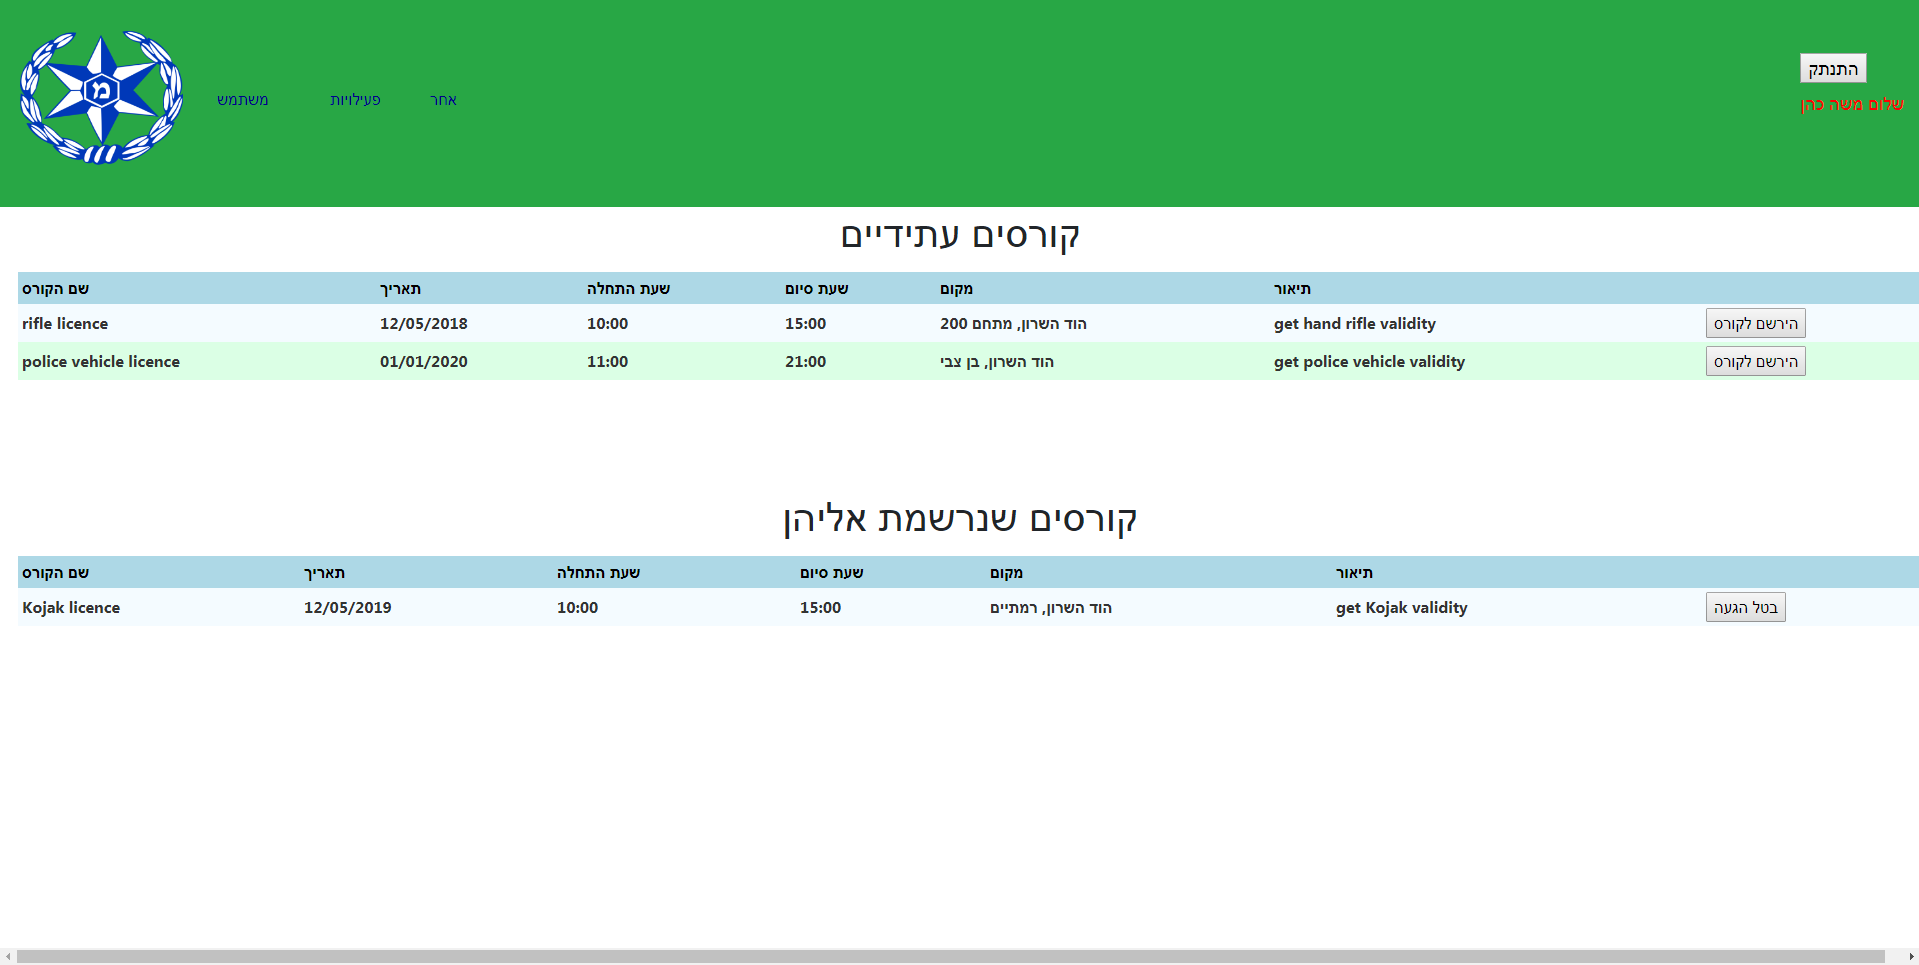 מ
משתמש פעילויות אחר
התנתק
שלום משה כהן
קורסים עתידיים
שם הקורס תאריך שעת התחלה שעת סיום מקום תיאור
rifle licence 12/05/2018 10:00 15:00 הוד השרון, מתחם 200 get hand rifle validity הירשם לקורס
police vehicle licence 01/01/2020 11:00 21:00 הוד השרון, בן צבי get police vehicle validity הירשם לקורס
קורסים שנרשמת אליהן
שם הקורס תאריך שעת התחלה שעת סיום מקום תיאור
Kojak licence 12/05/2019 10:00 15:00 הוד השרון, רמתיים get Kojak validity בטל הגעה